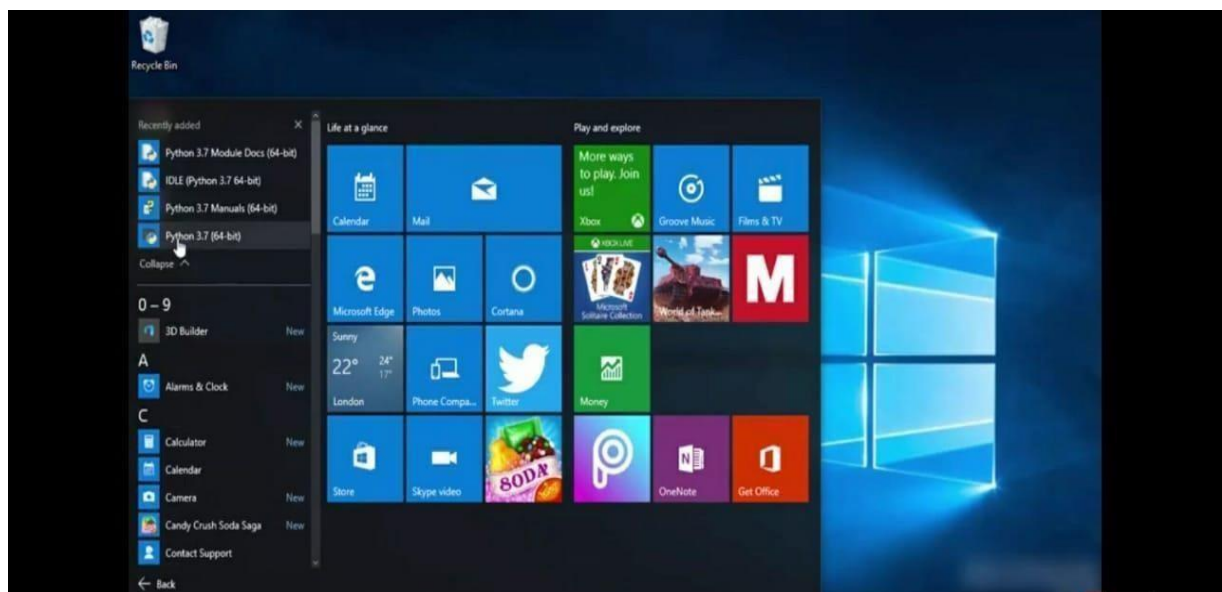 Recycle Bin
Recently added
Python 3.7 Module Docs (64-bit)
IDLE (Python 3.7 64-bit)
Python 3.7 Manuals (64-bit)
Python 3.7 (64-bit)
Collapse
0 – 9
3D Builder New
A
Alarms & Clock New
C
Calculator New
Calendar
Camera New
Candy Crush Soda Saga New
Contact Support
Back
Life at a glance
Calendar
Mail
Microsoft Edge
Photos
Cortana
Sunny
22° 24°
17°
London
Phone Compa...
Twitter
Store
Skype video
SODA
Play and explore
More ways
to play. Join
us!
Xbox
Groove Music
Films & TV
XBOX LIVE
Microsoft
Solitaire Collection
World of Tank...
M
Money
OneNote
Get Office